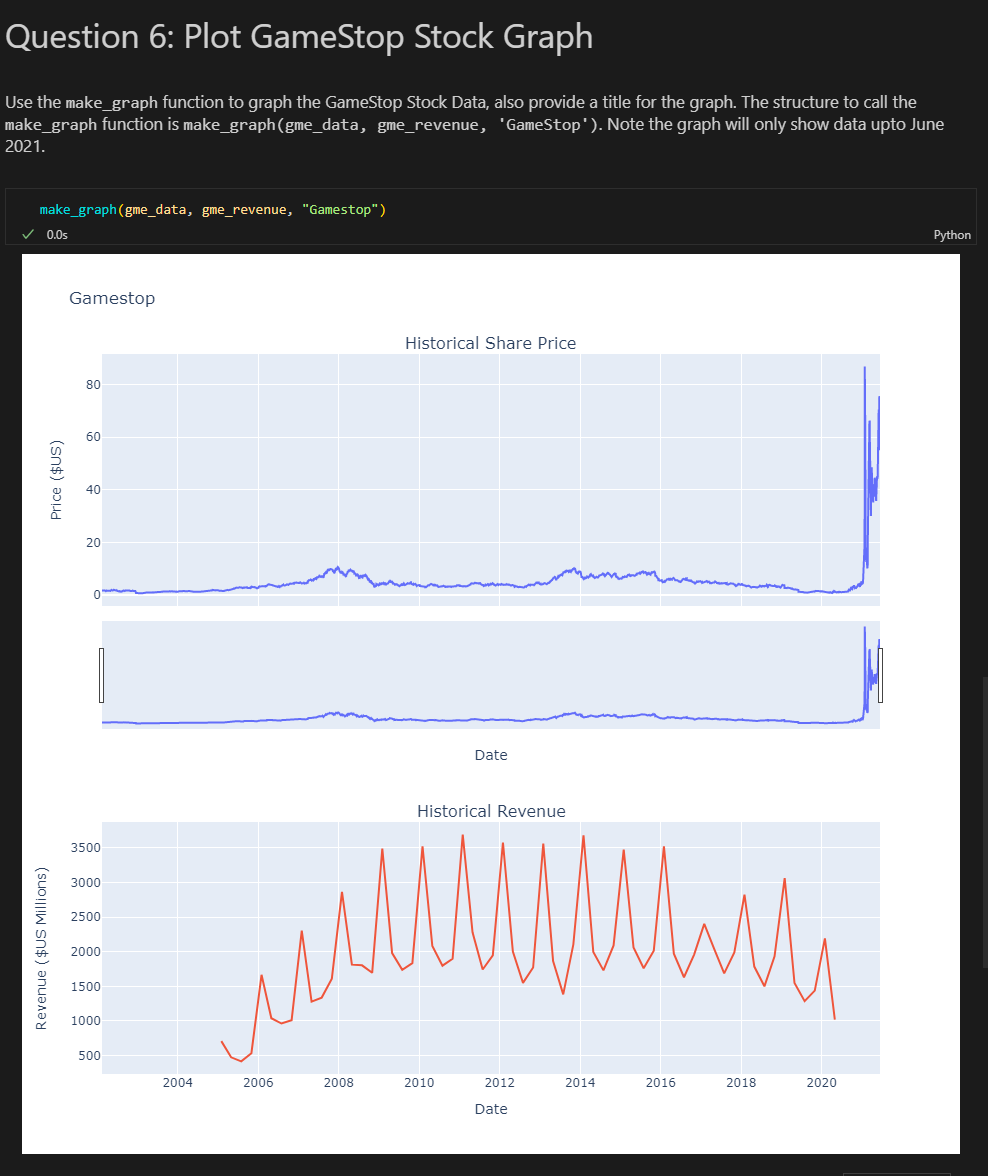 Question 6: Plot GameStop Stock Graph
Use the make_graph function to graph the GameStop Stock Data, also provide a title for the graph. The structure to call the
make_graph function is make_graph(gme_data, gme_revenue, 'GameStop'). Note the graph will only show data upto June
2021.
make_graph(gme_data, gme_revenue, "Gamestop")
0.0s
Python
Gamestop
Historical Share Price
Price ($US)
80
60
40
20
0
Date
Historical Revenue
Revenue ($US Millions)
3500
3000
2500
2000
1500
1000
500
2004 2006 2008 2010 2012 2014 2016 2018 2020
Date